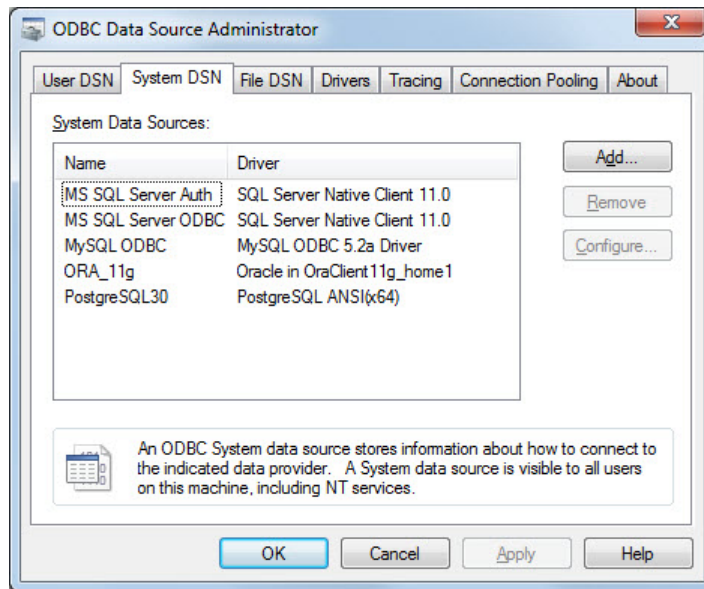 ODBC Data Source Administrator
User DSN System DSN File DSN Drivers Tracing Connection Pooling About
System Data Sources:
Name Driver
MS SQL Server Auth SQL Server Native Client 11.0
MS SQL Server ODBC SQL Server Native Client 11.0
MySQL ODBC MySQL ODBC 5.2a Driver
ORA_11g Oracle in OraClient11g_home1
PostgreSQL30 PostgreSQL ANSI(x64)
Add...
Remove
Configure...
An ODBC System data source stores information about how to connect to
the indicated data provider. A System data source is visible to all users
on this machine, including NT services.
OK Cancel Apply Help